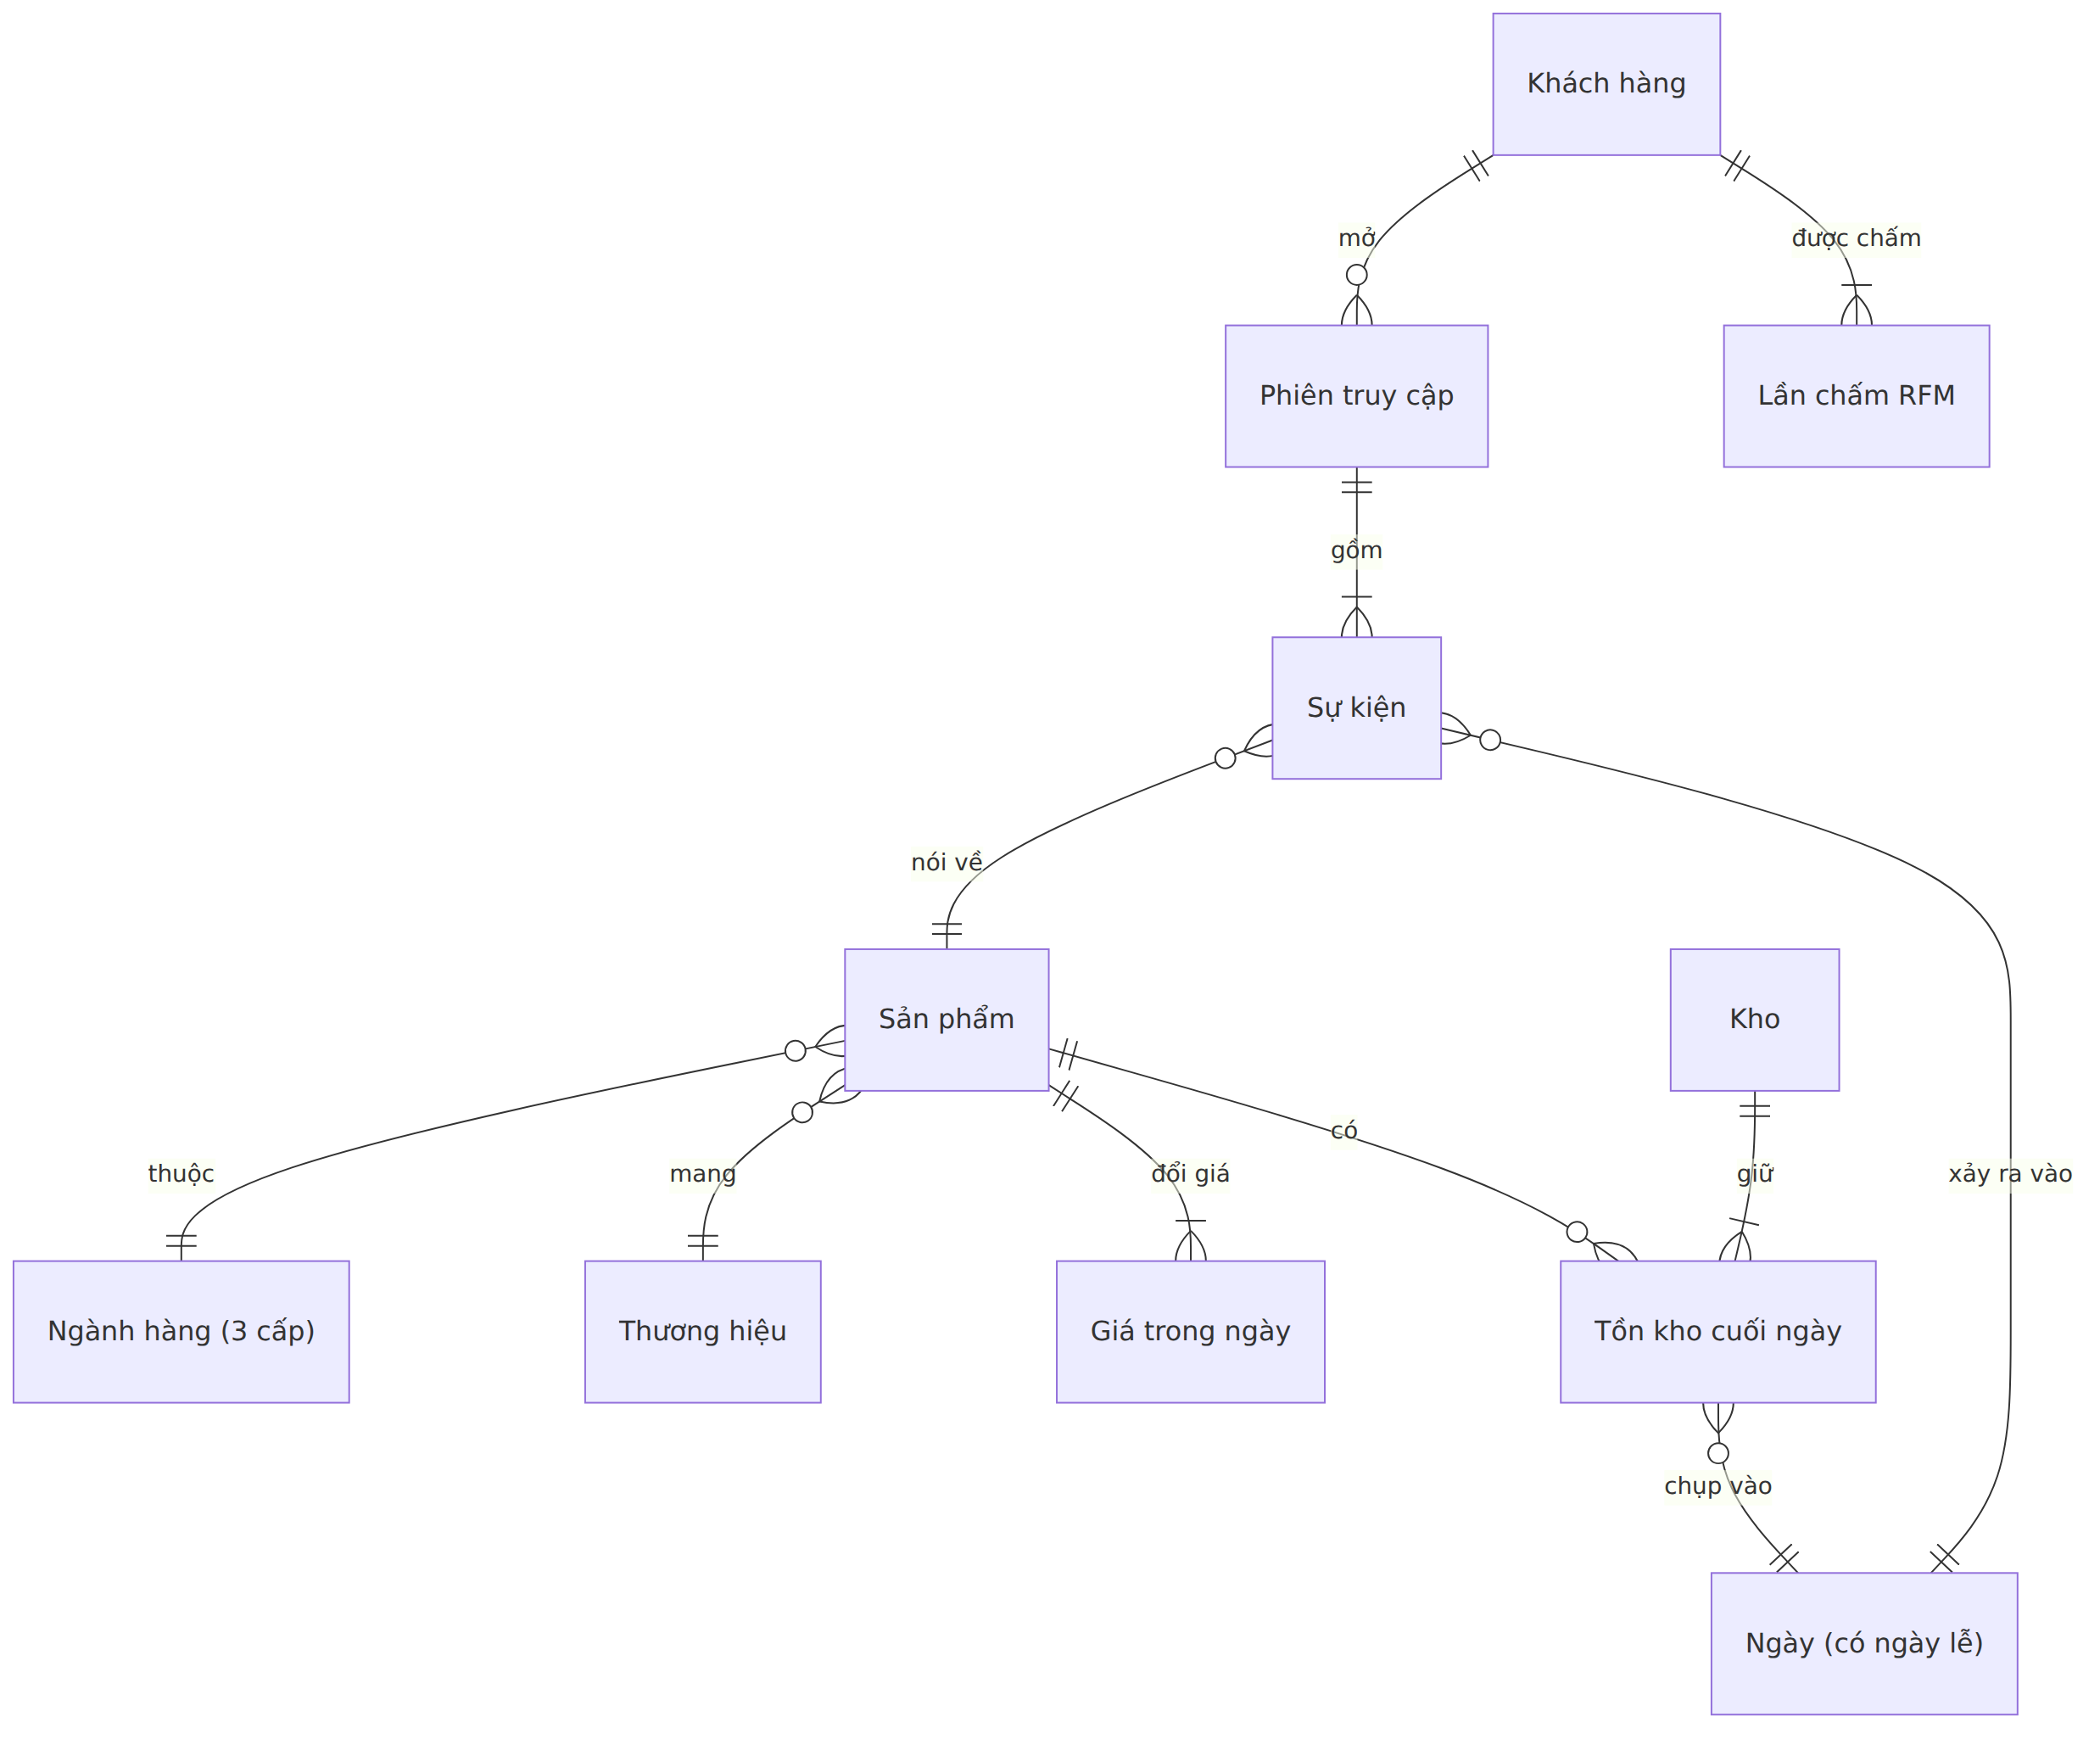 Khách hàng
mở
được chấm
Phiên truy cập
Lần chấm RFM
gồm
Sự kiện
nói về
Sản phẩm
Kho
có
thuộc
mang
đổi giá
giữ
xảy ra vào
Ngành hàng (3 cấp)
Thương hiệu
Giá trong ngày
Tồn kho cuối ngày
chụp vào
Ngày (có ngày lễ)